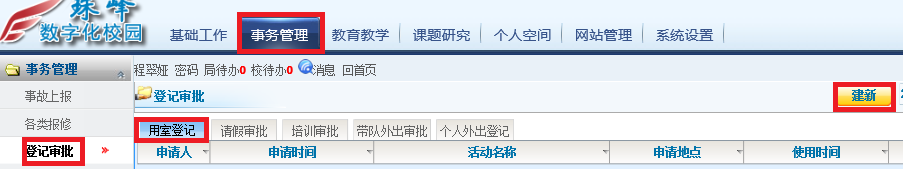 珠峰
数字化校园
基础工作 事务管理 教育教学 课题研究 个人空间 网站管理 系统设置
事务管理
程翠娅 密码 局待办0 校待办0 消息 回首页
事故上报
登记审批 建新
各类报修
用室登记 请假审批 培训审批 带队外出审批 个人外出登记
登记审批 »
申请人 申请时间 活动名称 申请地点 使用时间